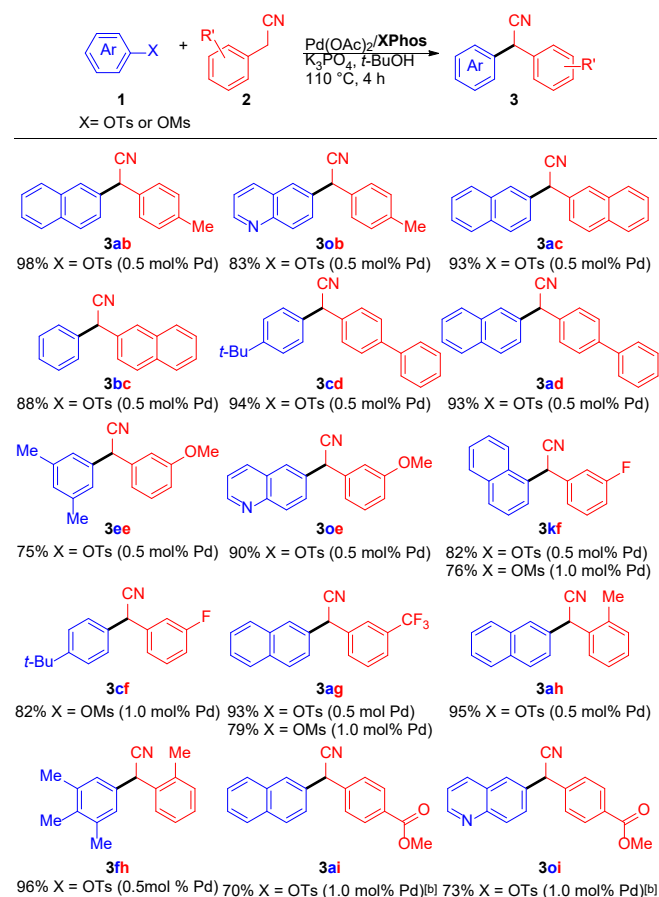 CN
CN
R'
Pd(OAc)2/XPhos
Ar
X
+
K3PO4, t-BuOH
Ar
R'
110 °C, 4 h
1
2
3
X= OTs or OMs
CN
CN
CN
Me
N
Me
3ab
3ob
3ac
98% X = OTs (0.5 mol% Pd)
83% X = OTs (0.5 mol% Pd)
93% X = OTs (0.5 mol% Pd)
CN
CN
CN
t-Bu
3bc
3cd
3ad
88% X = OTs (0.5 mol% Pd)
94% X = OTs (0.5 mol% Pd)
93% X = OTs (0.5 mol% Pd)
Me
CN
OMe
CN
OMe
CN
F
Me
N
3ee
3oe
3kf
75% X = OTs (0.5 mol% Pd)
90% X = OTs (0.5 mol% Pd)
82% X = OTs (0.5 mol% Pd)
76% X = OMs (1.0 mol% Pd)
CN
F
CN
CF3
CN
Me
t-Bu
3cf
3ag
3ah
82% X = OMs (1.0 mol% Pd)
93% X = OTs (0.5 mol Pd)
79% X = OMs (1.0 mol% Pd)
95% X = OTs (0.5 mol% Pd)
CN
Me
CN
CN
Me
Me
Me
O
OMe
N
O
OMe
3fh
3ai
3oi
96% X = OTs (0.5mol % Pd)
70% X = OTs (1.0 mol% Pd)[b]
73% X = OTs (1.0 mol% Pd)[b]